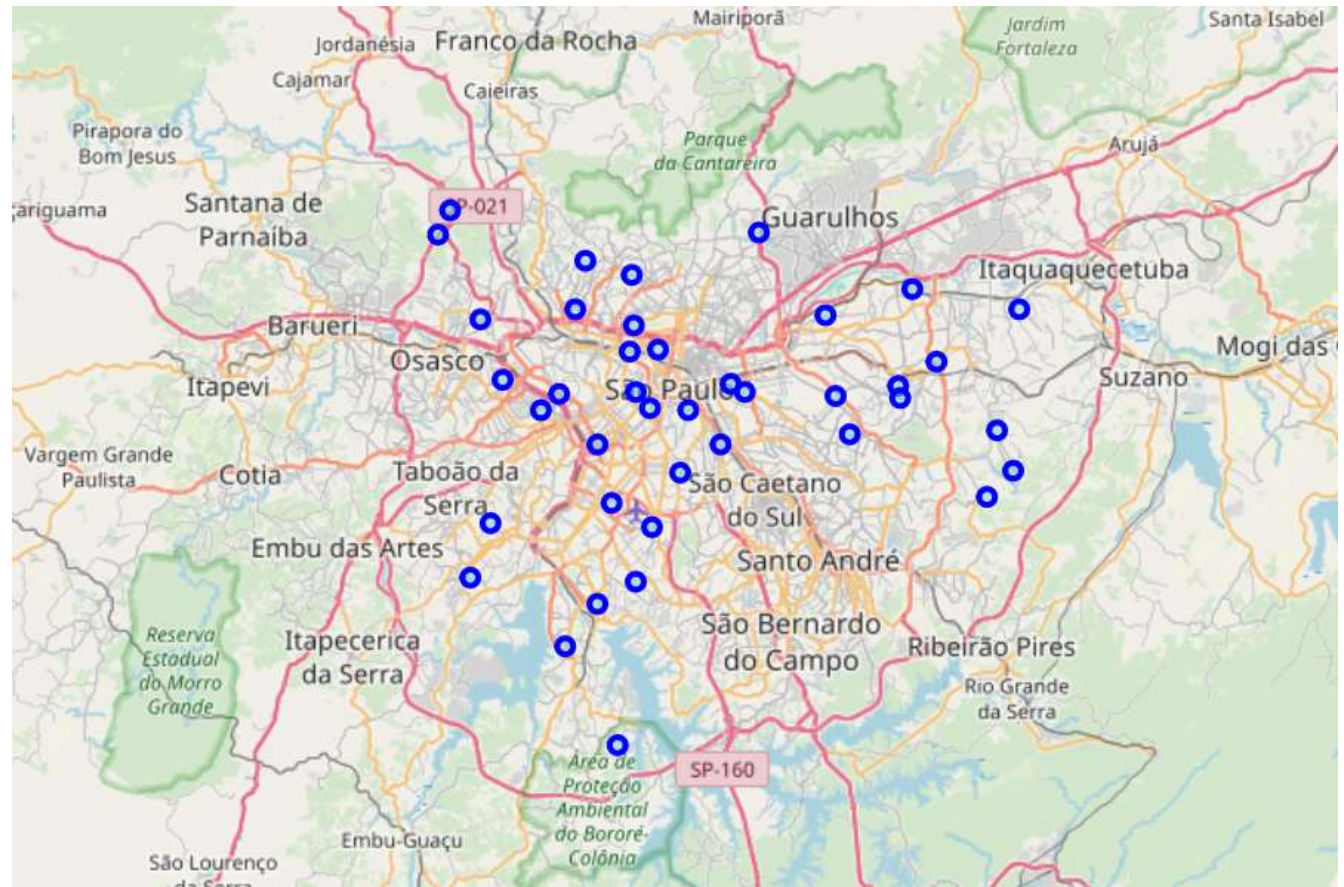 Mairiporã
Santa Isabel
Jardim
Fortaleza
Jordanésia
Franco da Rocha
Cajamar
Caieiras
Pirapora do
Bom Jesus
Parque
da Cantareira
Arujá
ariguama
Santana de
Parnaíba
P-021
Guarulhos
Itaquaquecetuba
Barueri
Osasco
Itapevi
São Paulo
Suzano
Mogi das
Vargem Grande
Paulista
Cotia
Taboão da
Serra
São Caetano
do Sul
Embu das Artes
Santo André
Reserva
Estadual
do Morro
Grande
Itapecerica
da Serra
São Bernardo
do Campo
Ribeirão Pires
Rio Grande
da Serra
SP-160
Área de
Proteção
Ambiental
do Bororé-
Colônia
Embu-Guaçu
São Lourenço
da Serra